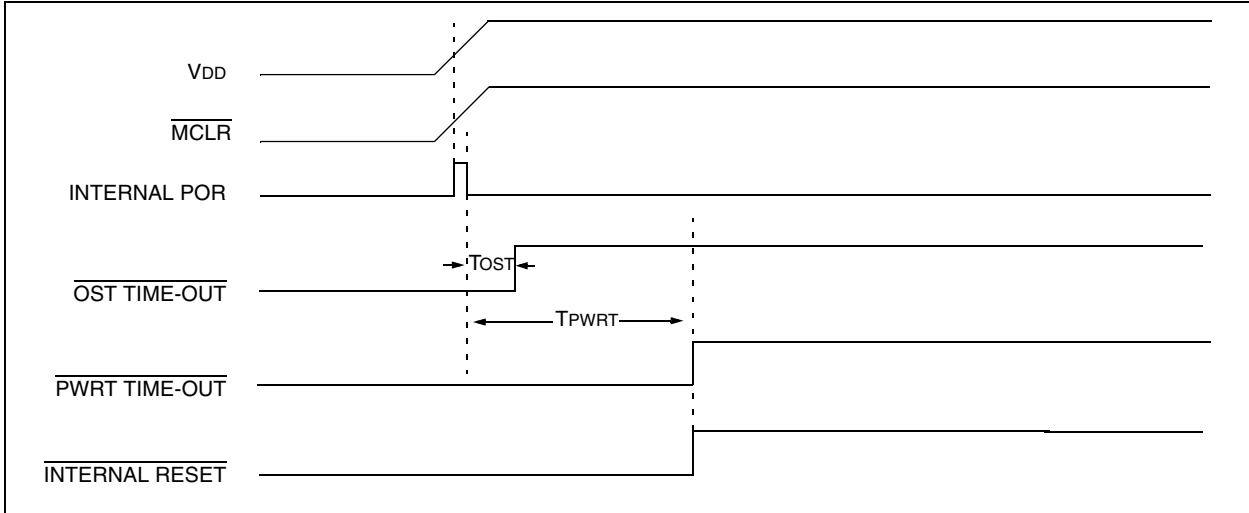 VDD
MCLR
INTERNAL POR
TOST
OST TIME-OUT
TPWRT
PWRT TIME-OUT
INTERNAL RESET